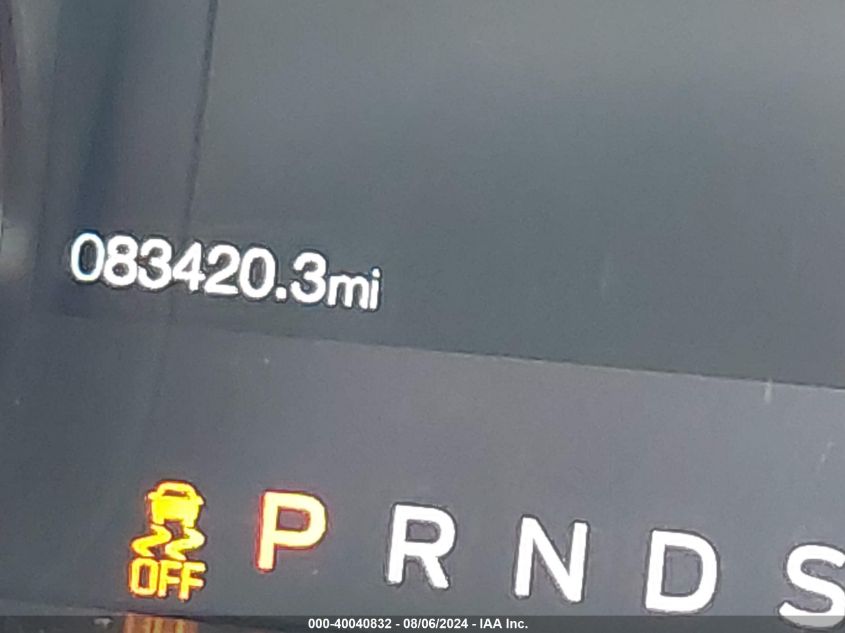 083420.3mi
OFF P R N D S
000-40040832 - 08/06/2024 - IAA Inc.